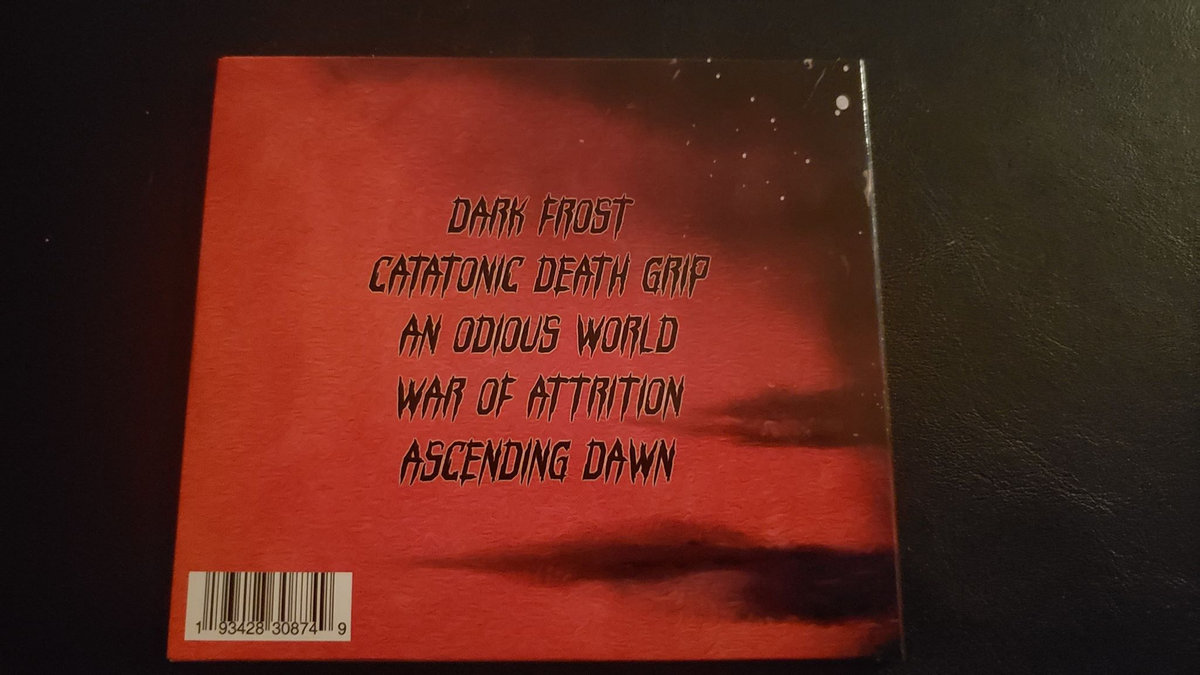 DARK FROST
CATATONIC DEATH GRIP
AN ODIOUS WORLD
WAR OF ATTRITION
ASCENDING DAWN
1 93428 30874 9